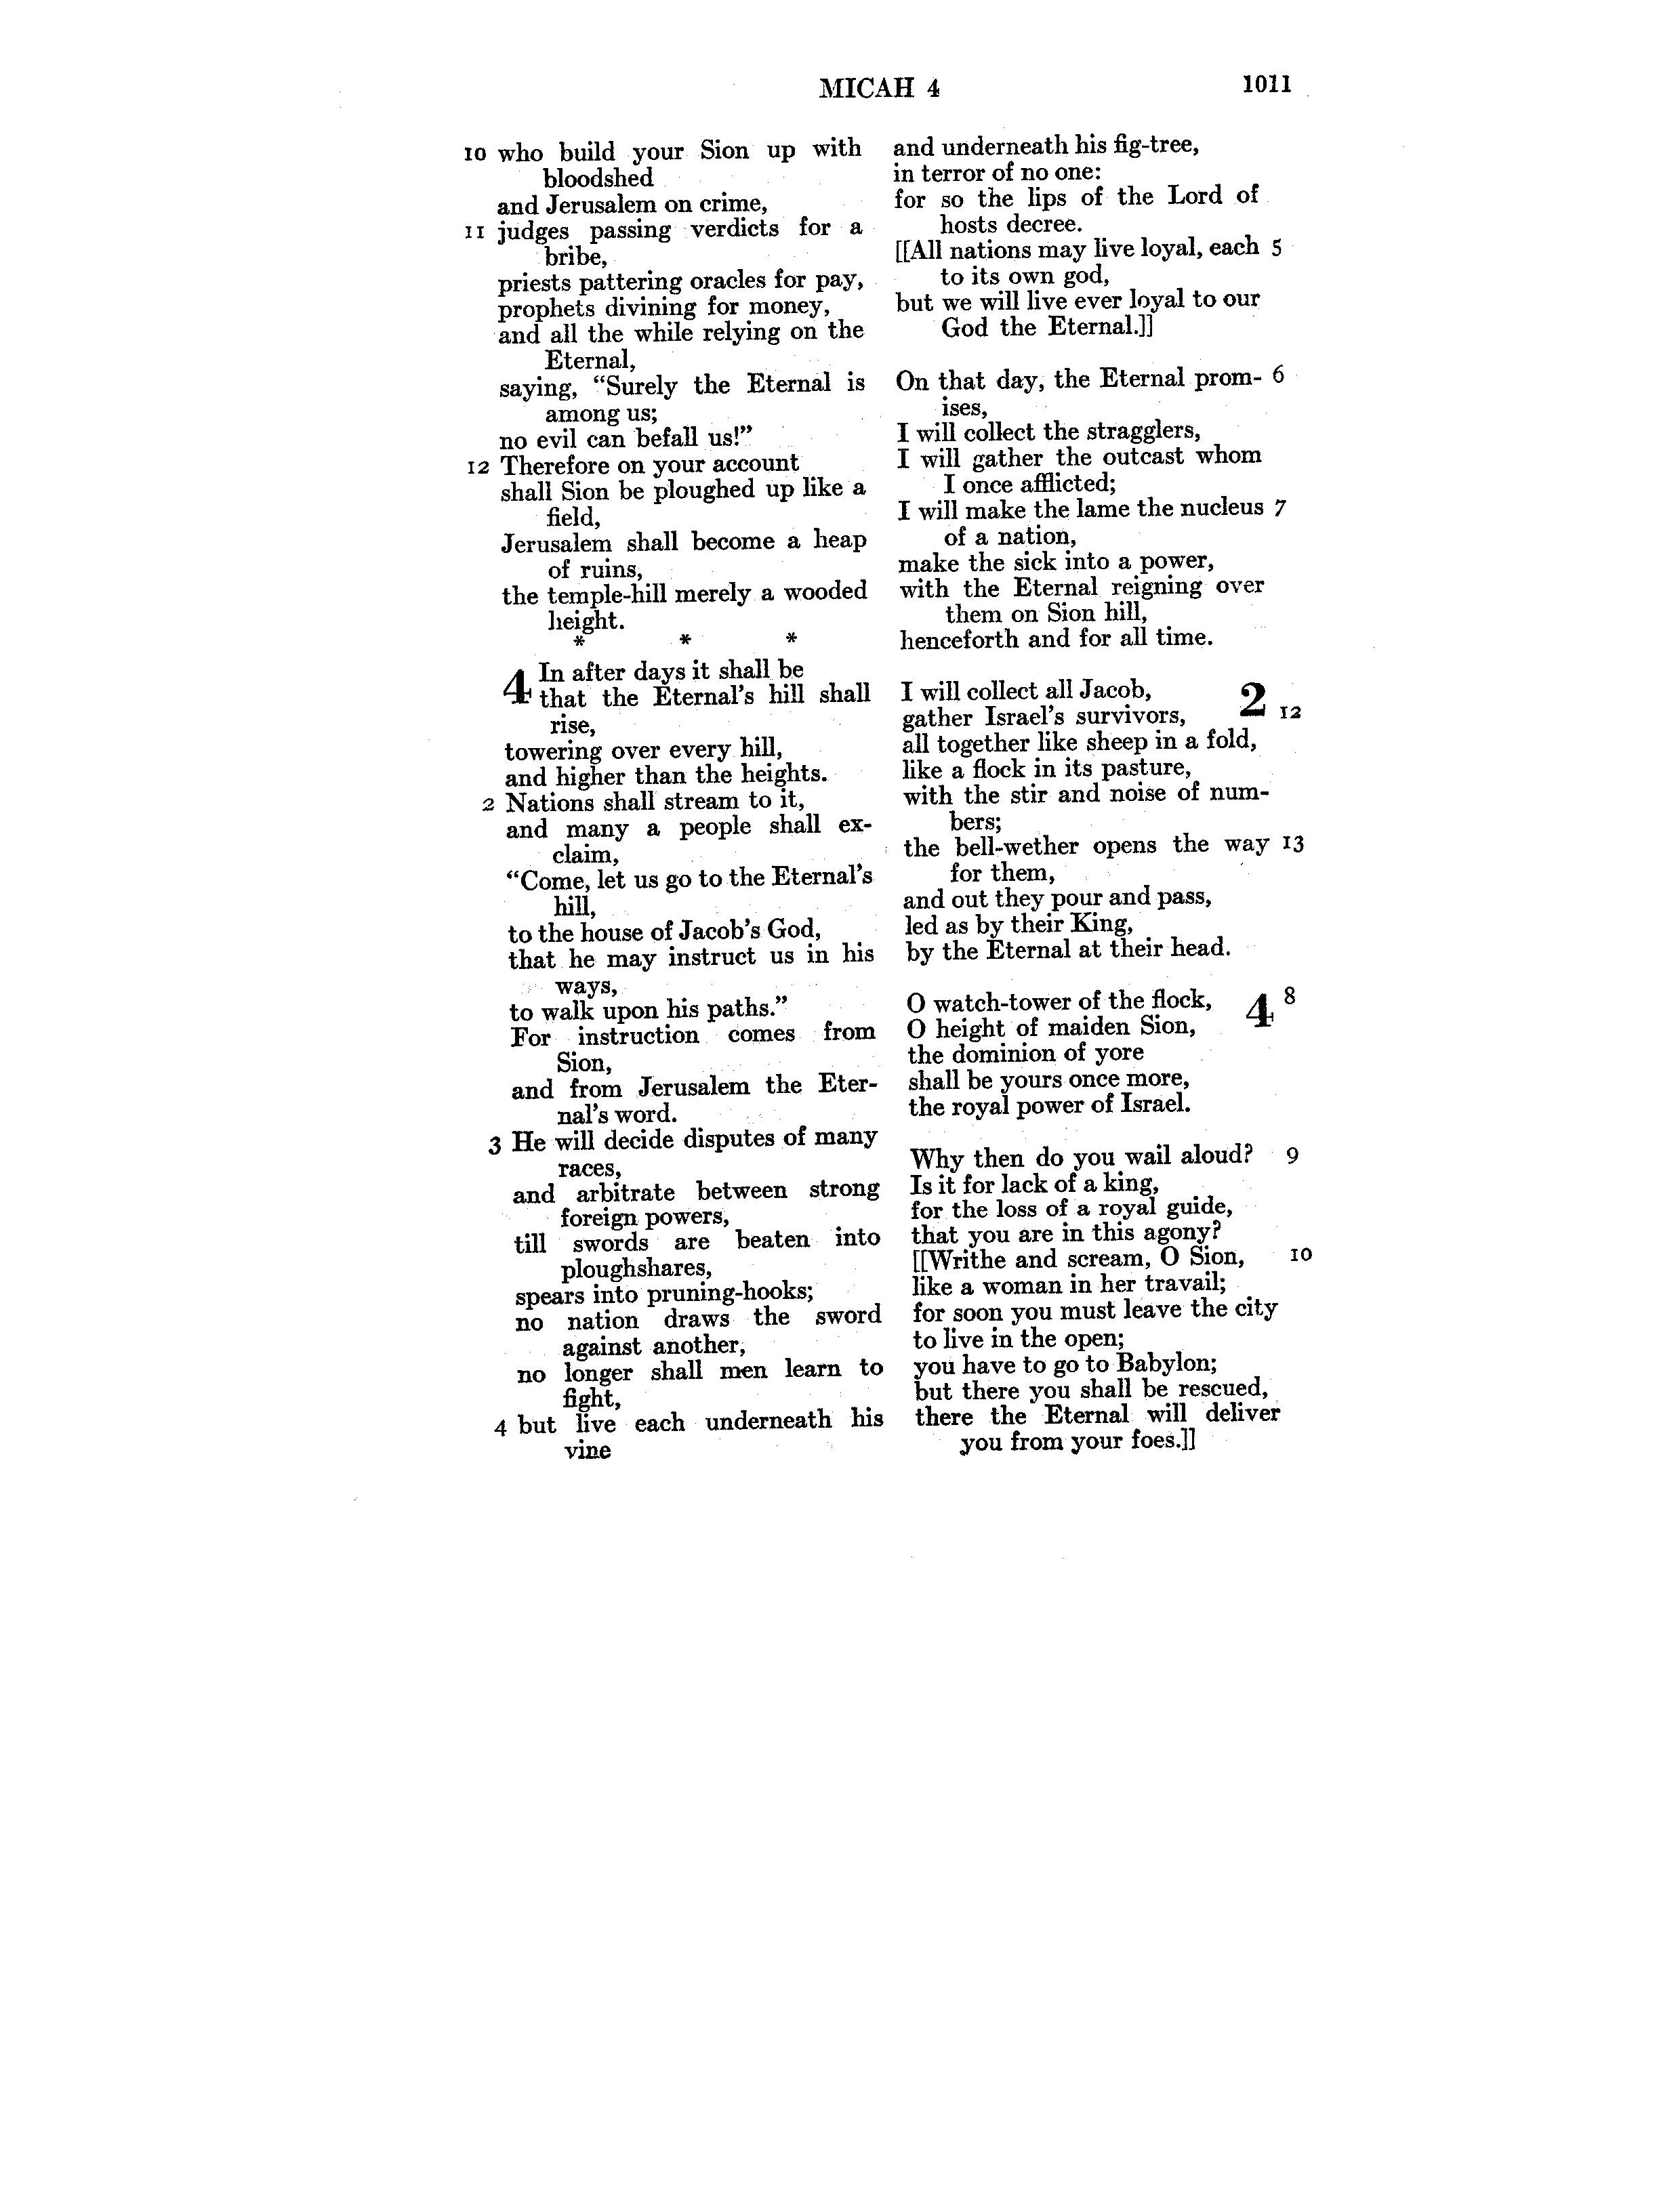 MICAH 4 1011
10 who build your Sion up with
bloodshed
and Jerusalem on crime,
11 judges passing verdicts for a
bribe,
priests pattering oracles for pay,
prophets divining for money,
and all the while relying on the
Eternal,
saying, “Surely the Eternal is
among us;
no evil can befall us!”
12 Therefore on your account
shall Sion be ploughed up like a
field,
Jerusalem shall become a heap
of ruins,
the temple-hill merely a wooded
height.
* * *
4 In after days it shall be
that the Eternal’s hill shall
rise,
towering over every hill,
and higher than the heights.
2 Nations shall stream to it,
and many a people shall ex-
claim,
“Come, let us go to the Eternal’s
hill,
to the house of Jacob’s God,
that he may instruct us in his
ways,
to walk upon his paths.”
For instruction comes from
Sion,
and from Jerusalem the Eter-
nal’s word.
3 He will decide disputes of many
races,
and arbitrate between strong
foreign powers,
till swords are beaten into
ploughshares,
spears into pruning-hooks;
no nation draws the sword
against another,
no longer shall men learn to
fight,
4 but live each underneath his
vine
and underneath his fig-tree,
in terror of no one:
for so the lips of the Lord of
hosts decree.
[[All nations may live loyal, each 5
to its own god,
but we will live ever loyal to our
God the Eternal.]]
On that day, the Eternal prom- 6
ises,
I will collect the stragglers,
I will gather the outcast whom
I once afflicted;
I will make the lame the nucleus 7
of a nation,
make the sick into a power,
with the Eternal reigning over
them on Sion hill,
henceforth and for all time.
I will collect all Jacob, 2
gather Israel’s survivors, 12
all together like sheep in a fold,
like a flock in its pasture,
with the stir and noise of num-
bers;
the bell-wether opens the way 13
for them,
and out they pour and pass,
led as by their King,
by the Eternal at their head.
O watch-tower of the flock, 4 8
O height of maiden Sion,
the dominion of yore
shall be yours once more,
the royal power of Israel.
Why then do you wail aloud? 9
Is it for lack of a king,
for the loss of a royal guide,
that you are in this agony?
[[Writhe and scream, O Sion, 10
like a woman in her travail;
for soon you must leave the city
to live in the open;
you have to go to Babylon;
but there you shall be rescued,
there the Eternal will deliver
you from your foes.]]